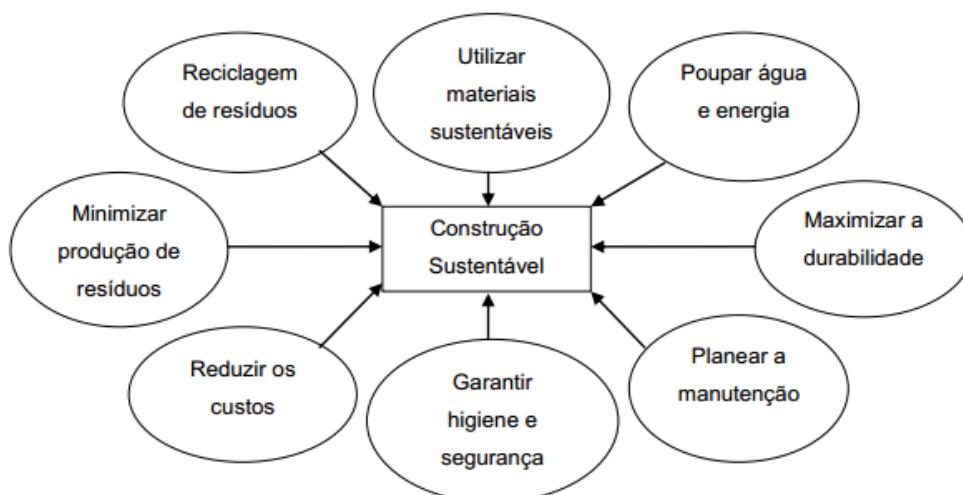 Reciclagem
de resíduos
Utilizar
materiais
sustentáveis
Poupar água
e energia
Minimizar
produção de
resíduos
Construção
Sustentável
Maximizar a
durabilidade
Reduzir os
custos
Garantir
higiene e
segurança
Planear a
manutenção